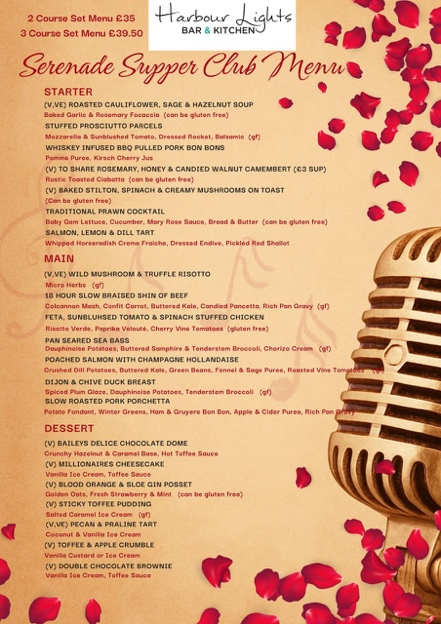 2 Course Set Menu £35
3 Course Set Menu £39.50
Harbour Lights
BAR & KITCHEN
Serenade Supper Club Menu
STARTER
(V,VE) ROASTED CAULIFLOWER, SAGE & HAZELNUT SOUP
Baked Garlic & Rosemary Focaccia (can be gluten free)
STUFFED PROSCIUTTO PARCELS
Mozzarella & Sunblushed Tomato, Dressed Rocket, Balsamic (gf)
WHISKEY INFUSED BBQ PULLED PORK BON BONS
Pomme Puree, Kirsch Cherry Jus
(V) TO SHARE ROSEMARY, HONEY & CANDIED WALNUT CAMEMBERT (£3 SUP)
Rustic Toasted Ciabatta (can be gluten free)
(V) BAKED STILTON, SPINACH & CREAMY MUSHROOMS ON TOAST
(Can be gluten free)
TRADITIONAL PRAWN COCKTAIL
Baby Gem Lettuce, Cucumber, Mary Rose Sauce, Bread & Butter (can be gluten free)
SALMON, LEMON & DILL TART
Whipped Horseradish Creme Fraiche, Dressed Endive, Pickled Red Shallot
MAIN
(V,VE) WILD MUSHROOM & TRUFFLE RISOTTO
Micro Herbs (gf)
18 HOUR SLOW BRAISED SHIN OF BEEF
Colcannon Mash, Confit Carrot, Buttered Kale, Candied Pancetta, Rich Pan Gravy (gf)
FETA, SUNBLUHSED TOMATO & SPINACH STUFFED CHICKEN
Risotto Verde, Paprika Velouté, Cherry Vine Tomatoes (gluten free)
PAN SEARED SEA BASS
Dauphinoise Potatoes, Buttered Samphire & Tenderstem Broccoli, Chorizo Cream (gf)
POACHED SALMON WITH CHAMPAGNE HOLLANDAISE
Crushed Dill Potatoes, Buttered Kale, Green Beans, Fennel & Sage Puree, Roasted Vine Tomatoes (gf)
DIJON & CHIVE DUCK BREAST
Spiced Plum Glaze, Dauphinoise Potatoes, Tenderstem Broccoli (gf)
SLOW ROASTED PORK PORCHETTA
Potato Fondant, Winter Greens, Ham & Gruyere Bon Bon, Apple & Cider Puree, Rich Pan Gravy
DESSERT
(V) BAILEYS DELICE CHOCOLATE DOME
Crunchy Hazelnut & Caramel Base, Hot Toffee Sauce
(V) MILLIONAIRES CHEESECAKE
Vanilla Ice Cream, Toffee Sauce
(V) BLOOD ORANGE & SLOE GIN POSSET
Golden Oats, Fresh Strawberry & Mint (can be gluten free)
(V) STICKY TOFFEE PUDDING
Salted Caramel Ice Cream (gf)
(V,VE) PECAN & PRALINE TART
Coconut & Vanilla Ice Cream
(V) TOFFEE & APPLE CRUMBLE
Vanilla Custard or Ice Cream
(V) DOUBLE CHOCOLATE BROWNIE
Vanilla Ice Cream, Toffee Sauce